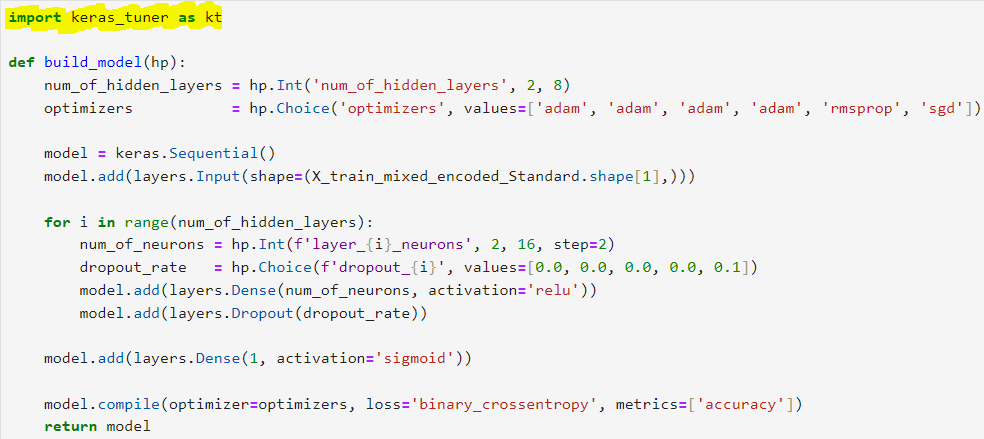 import keras_tuner as kt
def build_model(hp):
    num_of_hidden_layers = hp.Int('num_of_hidden_layers', 2, 8)
    optimizers           = hp.Choice('optimizers', values=['adam', 'adam', 'adam', 'adam', 'rmsprop', 'sgd'])
    model = keras.Sequential()
    model.add(layers.Input(shape=(X_train_mixed_encoded_Standard.shape[1],)))
    for i in range(num_of_hidden_layers):
        num_of_neurons = hp.Int(f'layer_{i}_neurons', 2, 16, step=2)
        dropout_rate   = hp.Choice(f'dropout_{i}', values=[0.0, 0.0, 0.0, 0.0, 0.1])
        model.add(layers.Dense(num_of_neurons, activation='relu'))
        model.add(layers.Dropout(dropout_rate))
    model.add(layers.Dense(1, activation='sigmoid'))
    model.compile(optimizer=optimizers, loss='binary_crossentropy', metrics=['accuracy'])
    return model